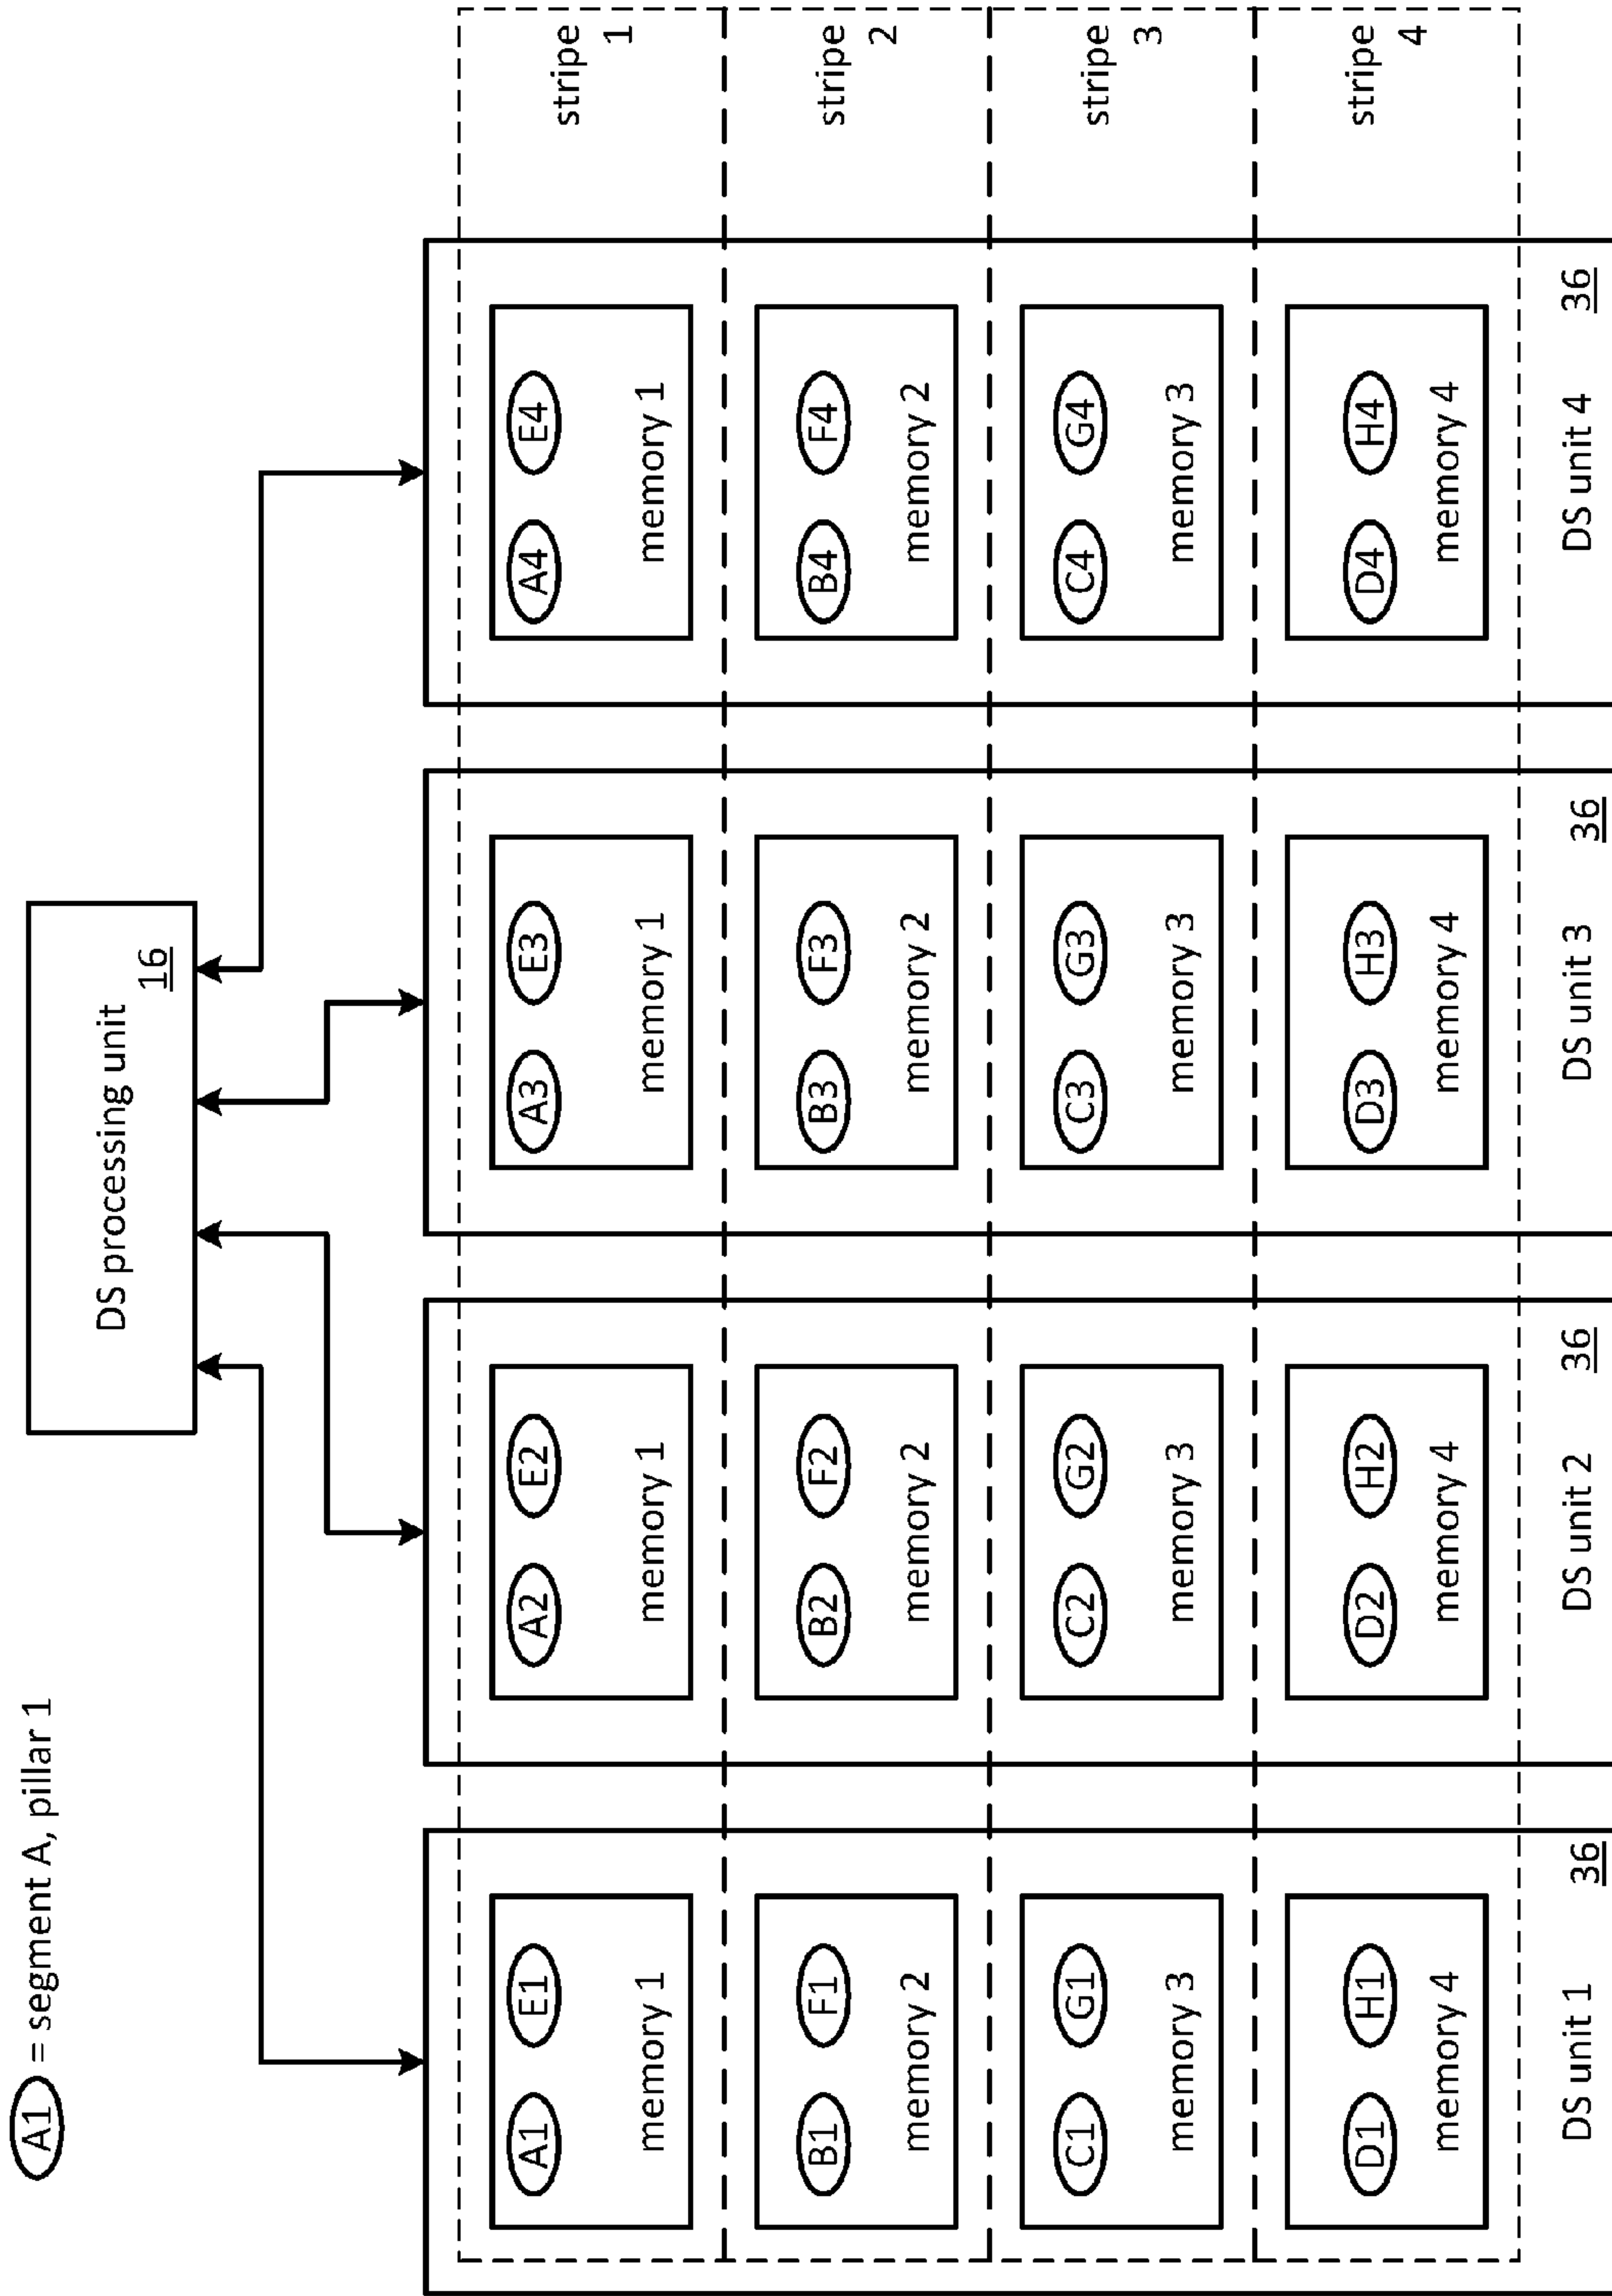 A1 = segment A, pillar 1
DS processing unit
16
A1 E1 A2 E2 A3 E3 A4 E4 stripe
memory 1 memory 1 memory 1 memory 1 1
B1 F1 B2 F2 B3 F3 B4 F4 stripe
memory 2 memory 2 memory 2 memory 2 2
C1 G1 C2 G2 C3 G3 C4 G4 stripe
memory 3 memory 3 memory 3 memory 3 3
D1 H1 D2 H2 D3 H3 D4 H4 stripe
memory 4 memory 4 memory 4 memory 4 4
DS unit 1 36 DS unit 2 36 DS unit 3 36 DS unit 4 36